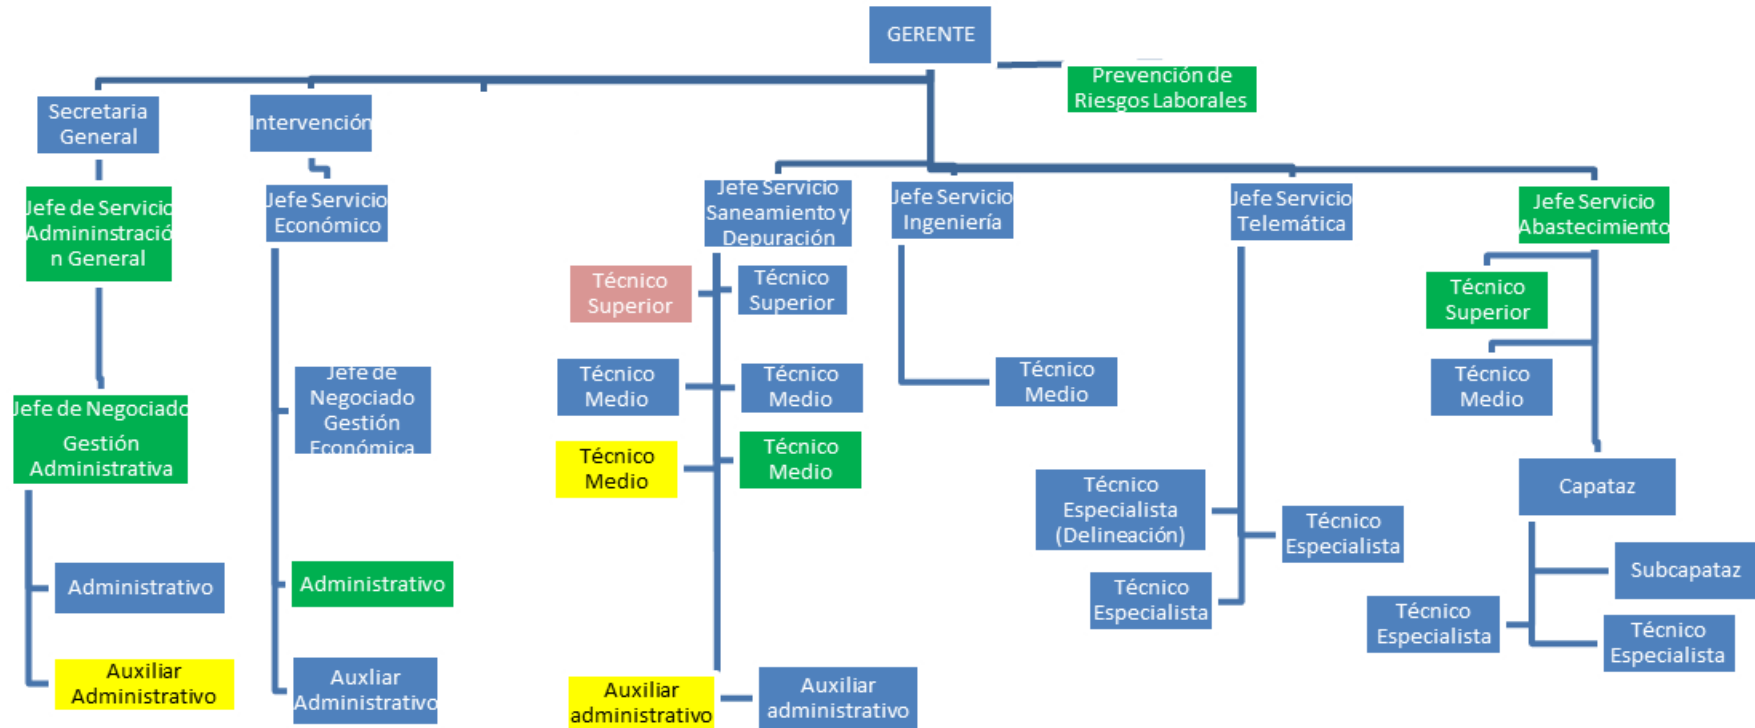 GERENTE
Prevención de
Riesgos Laborales
Secretaria
General
Intervención
Jefe de Servicio
Admininstració
n General
Jefe Servicio
Económico
Jefe Servicio
Saneamiento y
Depuración
Jefe Servicio
Ingeniería
Jefe Servicio
Telemática
Jefe Servicio
Abastecimiento
Técnico
Superior
Técnico
Superior
Técnico
Superior
Jefe de Negociado
Gestión
Administrativa
Jefe de
Negociado
Gestión
Económica
Técnico
Medio
Técnico
Medio
Técnico
Medio
Técnico
Medio
Técnico
Medio
Técnico
Medio
Técnico
Especialista
(Delineación)
Técnico
Especialista
Capataz
Administrativo
Administrativo
Técnico
Especialista
Subcapataz
Técnico
Especialista
Técnico
Especialista
Auxiliar
Administrativo
Auxliar
Administrativo
Auxiliar
administrativo
Auxiliar
administrativo